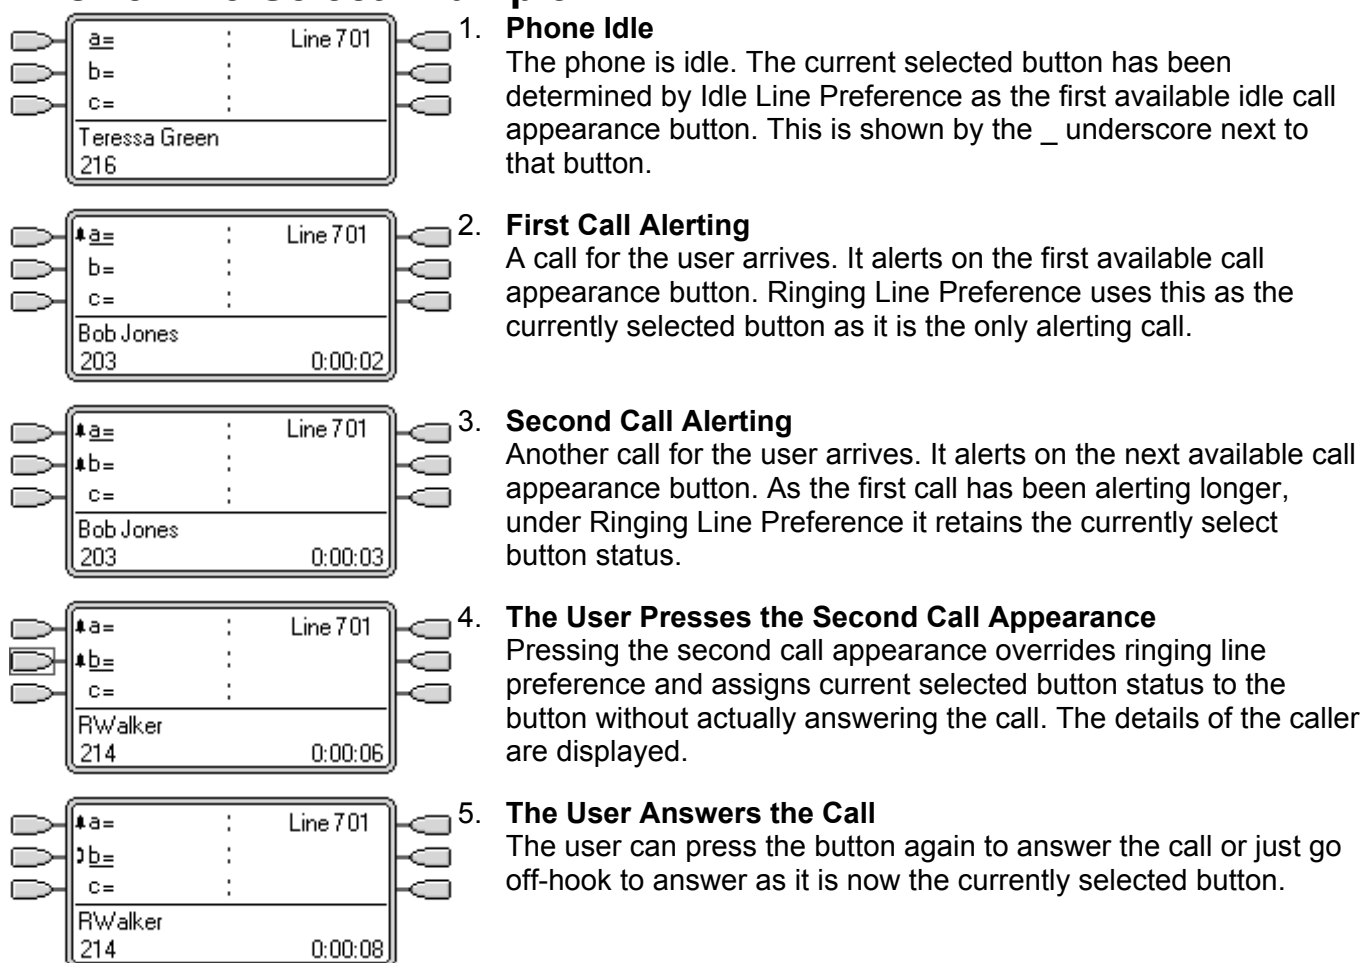 a= : Line 701
b= :
c= :
Teressa Green
216
1. Phone Idle
The phone is idle. The current selected button has been
determined by Idle Line Preference as the first available idle call
appearance button. This is shown by the _ underscore next to
that button.
a= : Line 701
b= :
c= :
Bob Jones
203 0:00:02
2. First Call Alerting
A call for the user arrives. It alerts on the first available call
appearance button. Ringing Line Preference uses this as the
currently selected button as it is the only alerting call.
a= : Line 701
b= :
c= :
Bob Jones
203 0:00:03
3. Second Call Alerting
Another call for the user arrives. It alerts on the next available call
appearance button. As the first call has been alerting longer,
under Ringing Line Preference it retains the currently select
button status.
a= : Line 701
b= :
c= :
RWalker
214 0:00:06
4. The User Presses the Second Call Appearance
Pressing the second call appearance overrides ringing line
preference and assigns current selected button status to the
button without actually answering the call. The details of the caller
are displayed.
a= : Line 701
b= :
c= :
RWalker
214 0:00:08
5. The User Answers the Call
The user can press the button again to answer the call or just go
off-hook to answer as it is now the currently selected button.